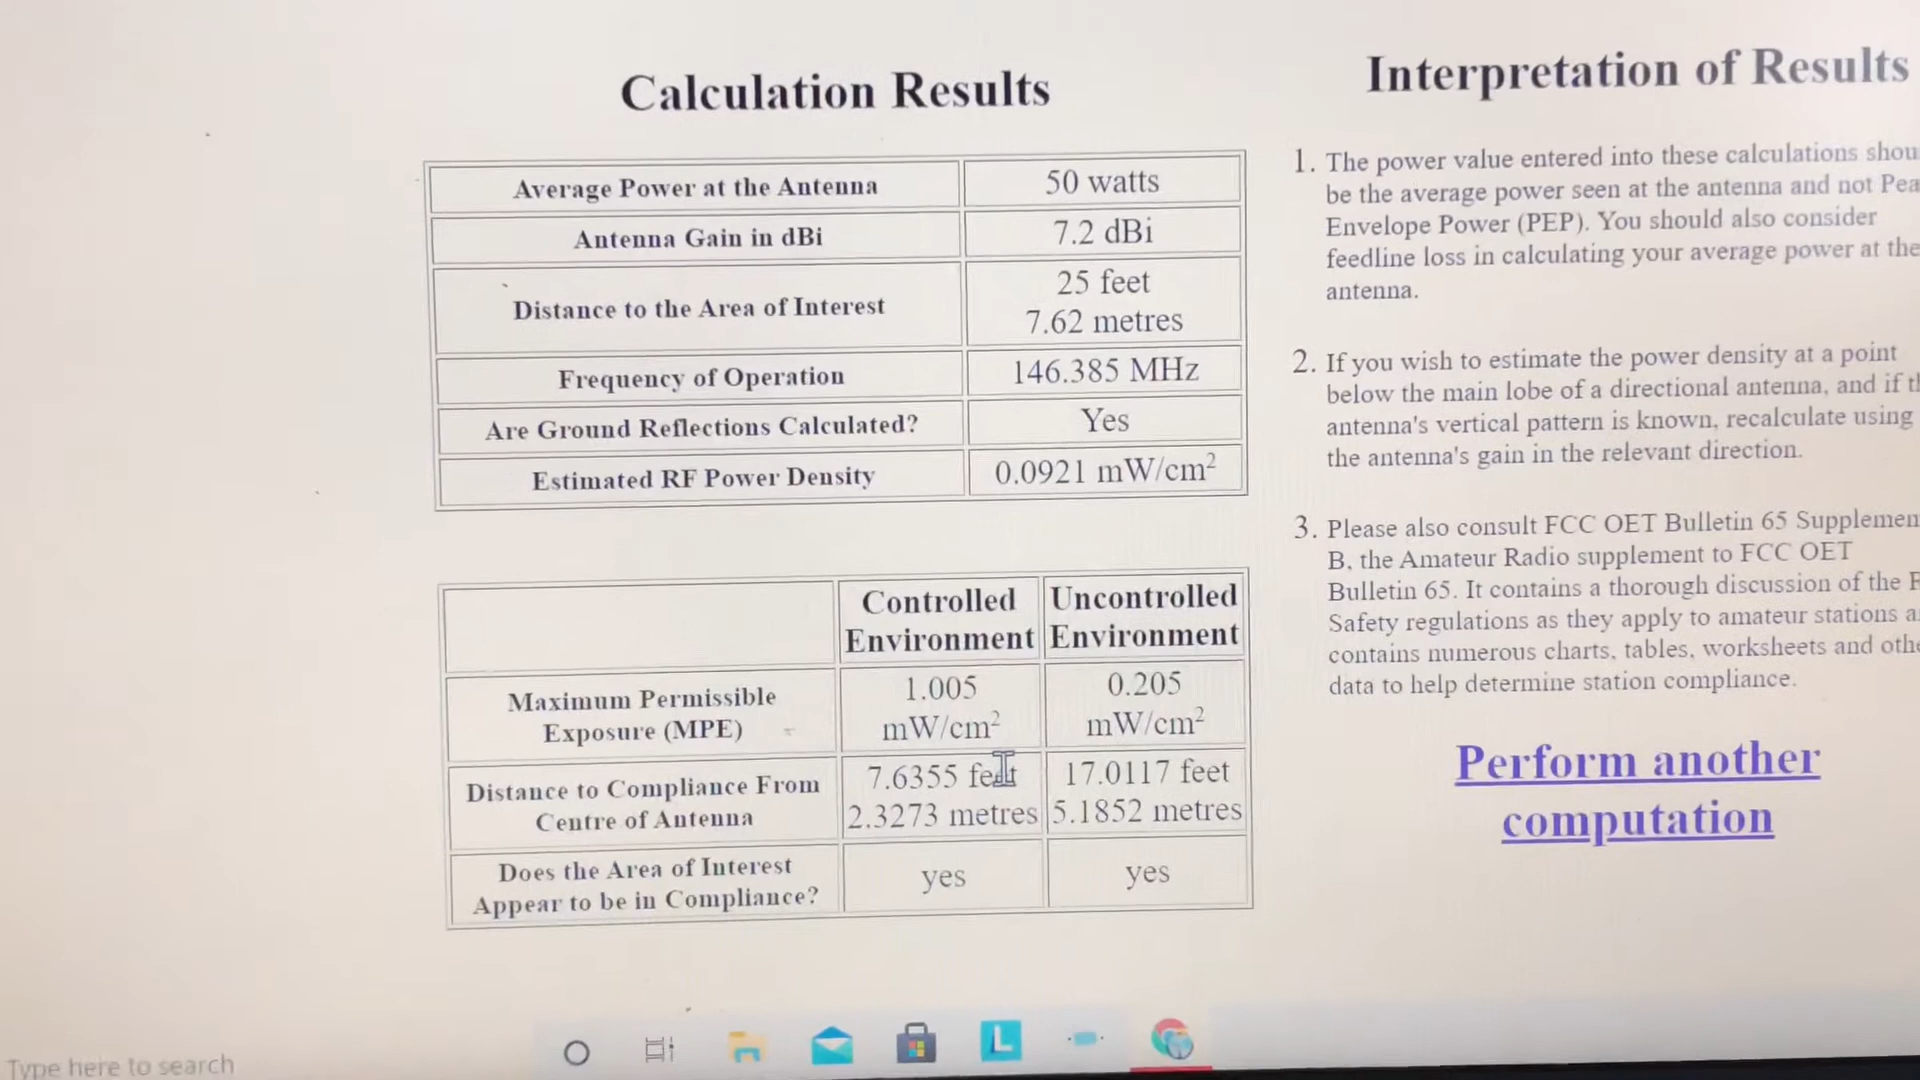 Calculation Results
Average Power at the Antenna 50 watts
Antenna Gain in dBi 7.2 dBi
Distance to the Area of Interest 25 feet
7.62 metres
Frequency of Operation 146.385 MHz
Are Ground Reflections Calculated? Yes
Estimated RF Power Density 0.0921 mW/cm²
Controlled Environment Uncontrolled Environment
Maximum Permissible Exposure (MPE) 1.005 mW/cm² 0.205 mW/cm²
Distance to Compliance From Centre of Antenna 7.6355 feet 2.3273 metres 17.0117 feet 5.1852 metres
Does the Area of Interest Appear to be in Compliance? yes yes
Interpretation of Results
1. The power value entered into these calculations shou
be the average power seen at the antenna and not Pea
Envelope Power (PEP). You should also consider
feedline loss in calculating your average power at the
antenna.
2. If you wish to estimate the power density at a point
below the main lobe of a directional antenna, and if th
antenna's vertical pattern is known, recalculate using
the antenna's gain in the relevant direction.
3. Please also consult FCC OET Bulletin 65 Supplemen
B, the Amateur Radio supplement to FCC OET
Bulletin 65. It contains a thorough discussion of the
Safety regulations as they apply to amateur stations a
contains numerous charts, tables, worksheets and othe
data to help determine station compliance.
Perform another
computation
Type here to search
L